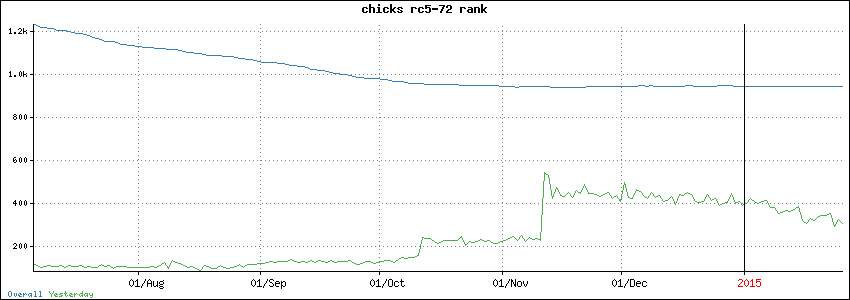 chicks rc5-72 rank
1.2k
1.0k
800
600
400
200
01/Aug 01/Sep 01/Oct 01/Nov 01/Dec 2015
Overall Yesterday